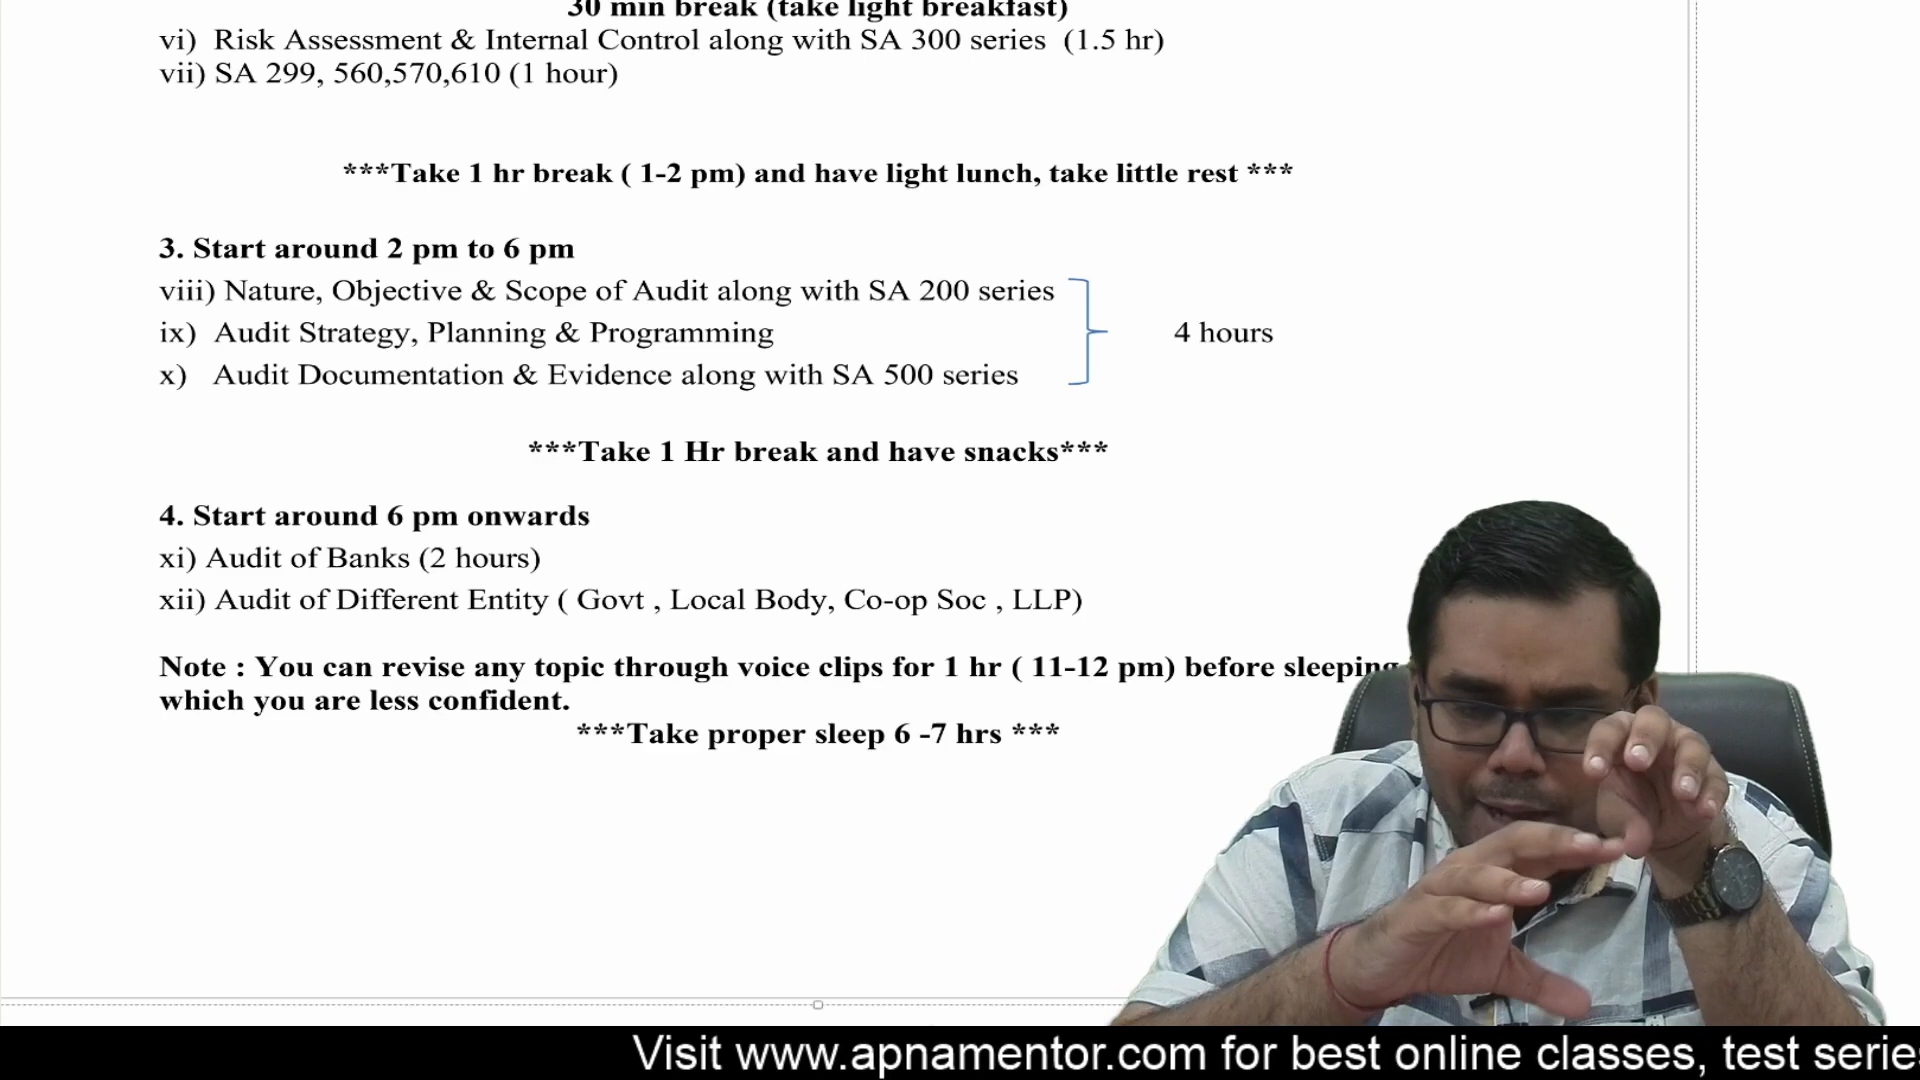 30 min break (take light breakfast)
vi) Risk Assessment & Internal Control along with SA 300 series (1.5 hr)
vii) SA 299, 560,570,610 (1 hour)
***Take 1 hr break ( 1-2 pm) and have light lunch, take little rest ***
3. Start around 2 pm to 6 pm
viii) Nature, Objective & Scope of Audit along with SA 200 series
ix) Audit Strategy, Planning & Programming
4 hours
x) Audit Documentation & Evidence along with SA 500 series
***Take 1 Hr break and have snacks***
4. Start around 6 pm onwards
xi) Audit of Banks (2 hours)
xii) Audit of Different Entity ( Govt , Local Body, Co-op Soc , LLP)
Note : You can revise any topic through voice clips for 1 hr ( 11-12 pm) before sleeping
which you are less confident.
***Take proper sleep 6 -7 hrs ***
Visit www.apnamentor.com for best online classes, test serie